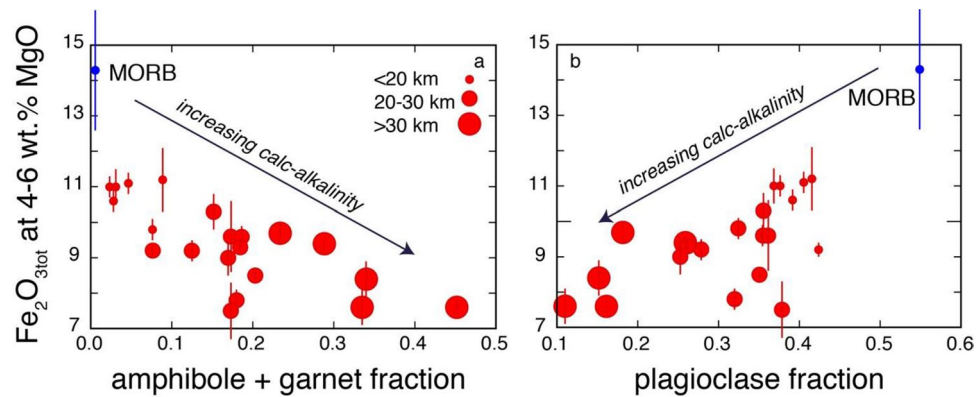 Fe2O3tot at 4-6 wt.% MgO
15
13
11
9
7
MORB
a
<20 km
20-30 km
>30 km
increasing calc-alkalinity
0.0 0.1 0.2 0.3 0.4 0.5
amphibole + garnet fraction
15
13
11
9
7
b
MORB
increasing calc-alkalinity
0.1 0.2 0.3 0.4 0.5 0.6
plagioclase fraction